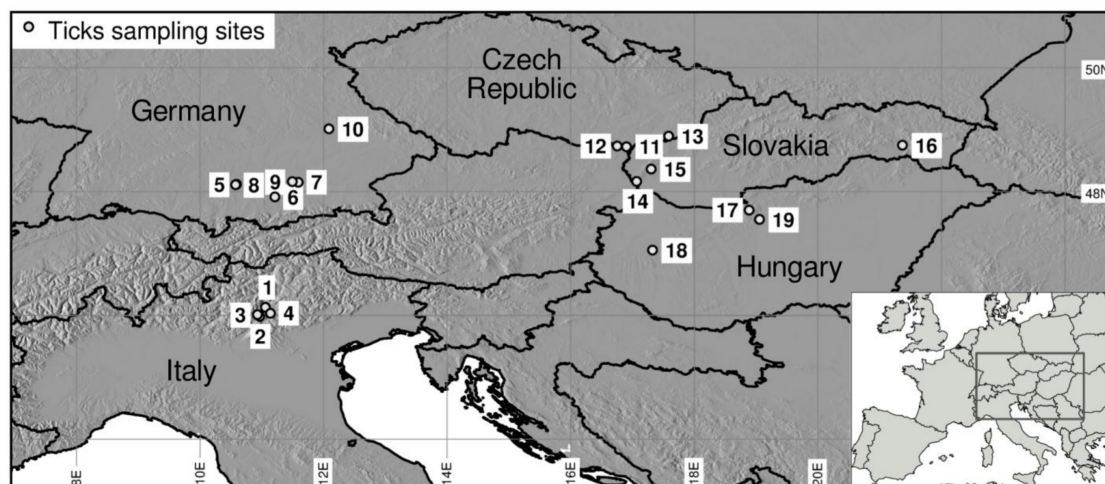 Ticks sampling sites
Czech
Republic
50N
Germany
10
12
11
13
Slovakia
16
5
8
9
7
6
15
14
48N
17
19
18
Hungary
1
3
4
2
Italy
8E
10E
12E
14E
16E
18E
20E